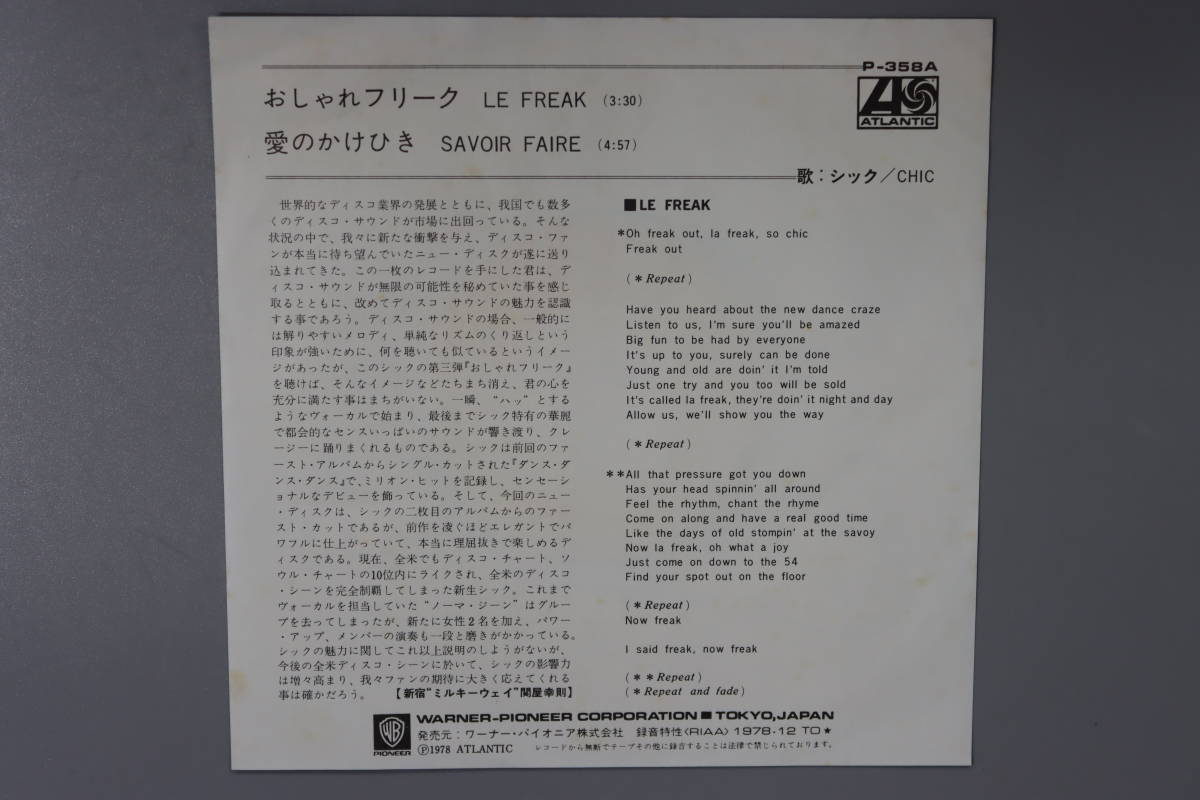 P-358A
おしゃれフリーク LE FREAK (3:30)
ATLANTIC
愛のかけひき SAVOIR FAIRE (4:57)
歌：シック／CHIC
世界的なディスコ業界の発展とともに、我国でも数多
くのディスコ・サウンドが市場に出回っている。そんな
状況の中で、我々に新たな衝撃を与え、ディスコ・ファ
ンが本当に待ち望んでいたニュー・ディスクが遂に送り
込まれてきた。この一枚のレコードを手にした君は、デ
ィスコ・サウンドが無限の可能性を秘めていた事を感じ
取るとともに、改めてディスコ・サウンドの魅力を認識
する事であろう。ディスコ・サウンドの場合、一般的に
は解りやすいメロディ、単純なリズムのくり返しという
印象が強いために、何を聴いても似ているというイメー
ジがあったが、このシックの第三弾『おしゃれフリーク』
を聴けば、そんなイメージなどたちまち消え、君の心を
充分に満たす事はまちがいない。一瞬、“ハッ”とする
ようなヴォーカルで始まり、最後までシック特有の華麗
で都会的なセンスいっぱいのサウンドが響き渡り、クレ
ージーに踊りまくれるものである。シックは前回のファ
ースト・アルバムからシングル・カットされた『ダンス・ダ
ンス・ダンス』で、ミリオン・ヒットを記録し、センセーシ
ョナルなデビューを飾っている。そして、今回のニュー
・ディスクは、シックの二枚目のアルバムからのファー
スト・カットであるが、前作を凌ぐほどエレガントでパ
ワフルに仕上がっていて、本当に理屈抜きで楽しめるデ
ィスクである。現在、全米でもディスコ・チャート、ソ
ウル・チャートの10位内にライクされ、全米のディスコ
・シーンを完全制覇してしまった新生シック。これまで
ヴォーカルを担当していた“ノーマ・ジーン”はグルー
プを去ってしまったが、新たに女性2名を加え、パワー
・アップ、メンバーの演奏も一段と磨きがかかっている。
シックの魅力に関してこれ以上説明のしようがないが、
今後の全米ディスコ・シーンに於いて、シックの影響力
は増々高まり、我々ファンの期待に大きく応えてくれる
事は確かだろう。 【新宿“ミルキーウェイ”関屋幸則】
■LE FREAK
*Oh freak out, la freak, so chic
Freak out
(* Repeat)
Have you heard about the new dance craze
Listen to us, I'm sure you'll be amazed
Big fun to be had by everyone
It's up to you, surely can be done
Young and old are doin' it I'm told
Just one try and you too will be sold
It's called la freak, they're doin' it night and day
Allow us, we'll show you the way
(* Repeat)
**All that pressure got you down
Has your head spinnin' all around
Feel the rhythm, chant the rhyme
Come on along and have a real good time
Like the days of old stompin' at the savoy
Now la freak, oh what a joy
Just come on down to the 54
Find your spot out on the floor
(* Repeat)
Now freak
I said freak, now freak
(** Repeat)
(* Repeat and fade)
WB
PIONEER
WARNER-PIONEER CORPORATION■TOKYO, JAPAN
発売元：ワーナー・パイオニア株式会社 録音特性〈RIAA〉1978・12 TO★
Ⓟ1978 ATLANTIC レコードから無断でテープその他に録音することは法律で禁じられております。